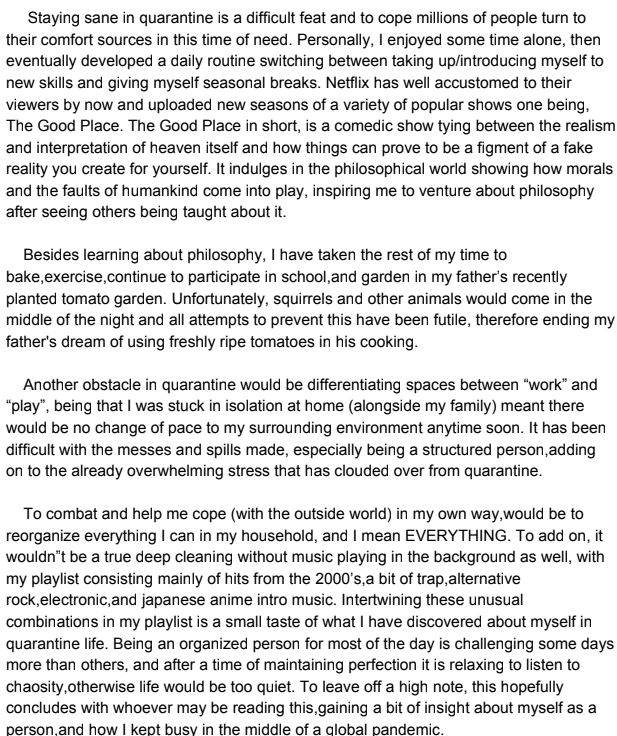 Staying sane in quarantine is a difficult feat and to cope millions of people turn to
their comfort sources in this time of need. Personally, I enjoyed some time alone, then
eventually developed a daily routine switching between taking up/introducing myself to
new skills and giving myself seasonal breaks. Netflix has well accustomed to their
viewers by now and uploaded new seasons of a variety of popular shows one being,
The Good Place. The Good Place in short, is a comedic show tying between the realism
and interpretation of heaven itself and how things can prove to be a figment of a fake
reality you create for yourself. It indulges in the philosophical world showing how morals
and the faults of humankind come into play, inspiring me to venture about philosophy
after seeing others being taught about it.

Besides learning about philosophy, I have taken the rest of my time to
bake,exercise,continue to participate in school,and garden in my father's recently
planted tomato garden. Unfortunately, squirrels and other animals would come in the
middle of the night and all attempts to prevent this have been futile, therefore ending my
father's dream of using freshly ripe tomatoes in his cooking.

Another obstacle in quarantine would be differentiating spaces between “work” and
“play”, being that I was stuck in isolation at home (alongside my family) meant there
would be no change of pace to my surrounding environment anytime soon. It has been
difficult with the messes and spills made, especially being a structured person,adding
on to the already overwhelming stress that has clouded over from quarantine.

To combat and help me cope (with the outside world) in my own way,would be to
reorganize everything I can in my household, and I mean EVERYTHING. To add on, it
wouldn”t be a true deep cleaning without music playing in the background as well, with
my playlist consisting mainly of hits from the 2000's,a bit of trap,alternative
rock,electronic,and japanese anime intro music. Intertwining these unusual
combinations in my playlist is a small taste of what I have discovered about myself in
quarantine life. Being an organized person for most of the day is challenging some days
more than others, and after a time of maintaining perfection it is relaxing to listen to
chaosity,otherwise life would be too quiet. To leave off a high note, this hopefully
concludes with whoever may be reading this,gaining a bit of insight about myself as a
person,and how I kept busy in the middle of a global pandemic.